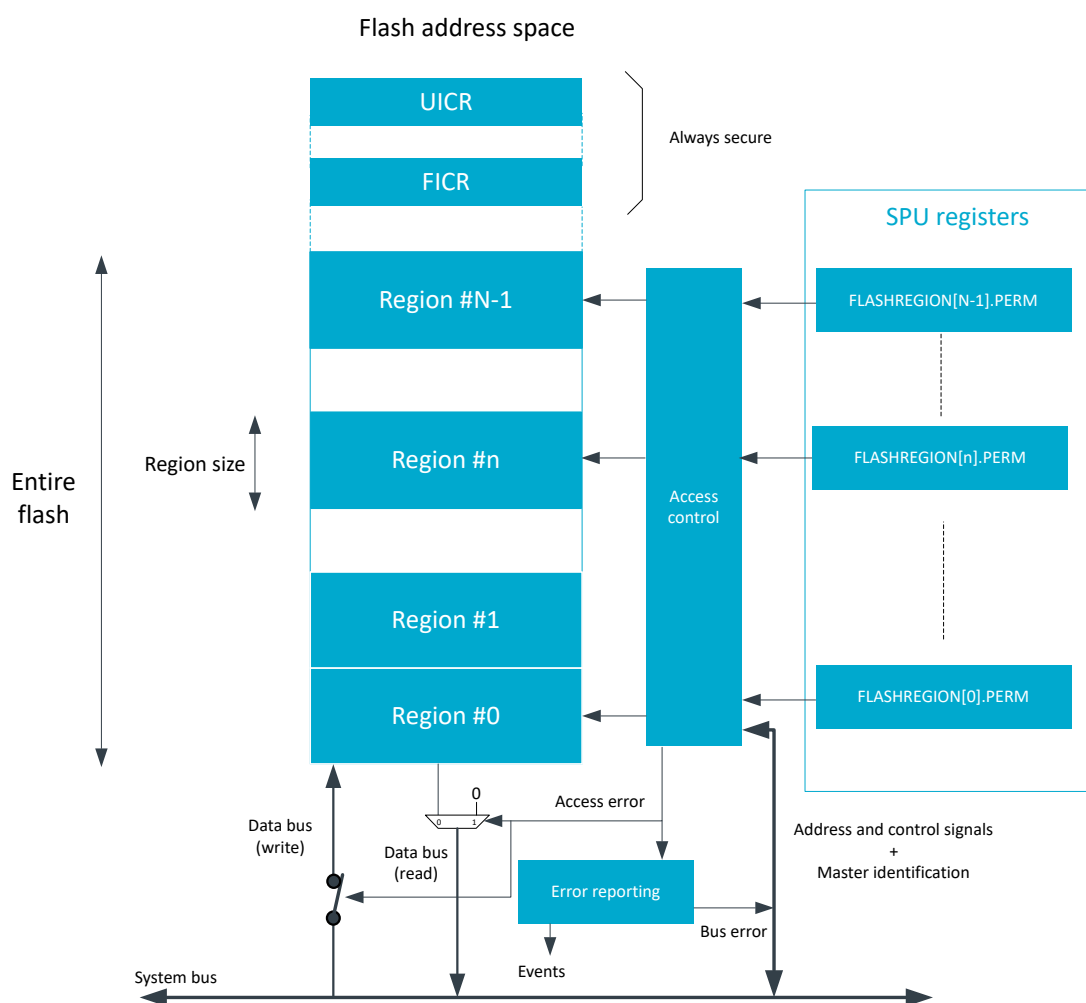 Flash address space
UICR
Always secure
FICR
SPU registers
Region #N-1
FLASHREGION[N-1].PERM
Region size
Region #n
FLASHREGION[n].PERM
Entire
flash
Access
control
Region #1
Region #0
FLASHREGION[0].PERM
0
Access error
0
1
Data bus
(write)
Data bus
(read)
Address and control signals
+
Master identification
Error reporting
Bus error
Events
System bus